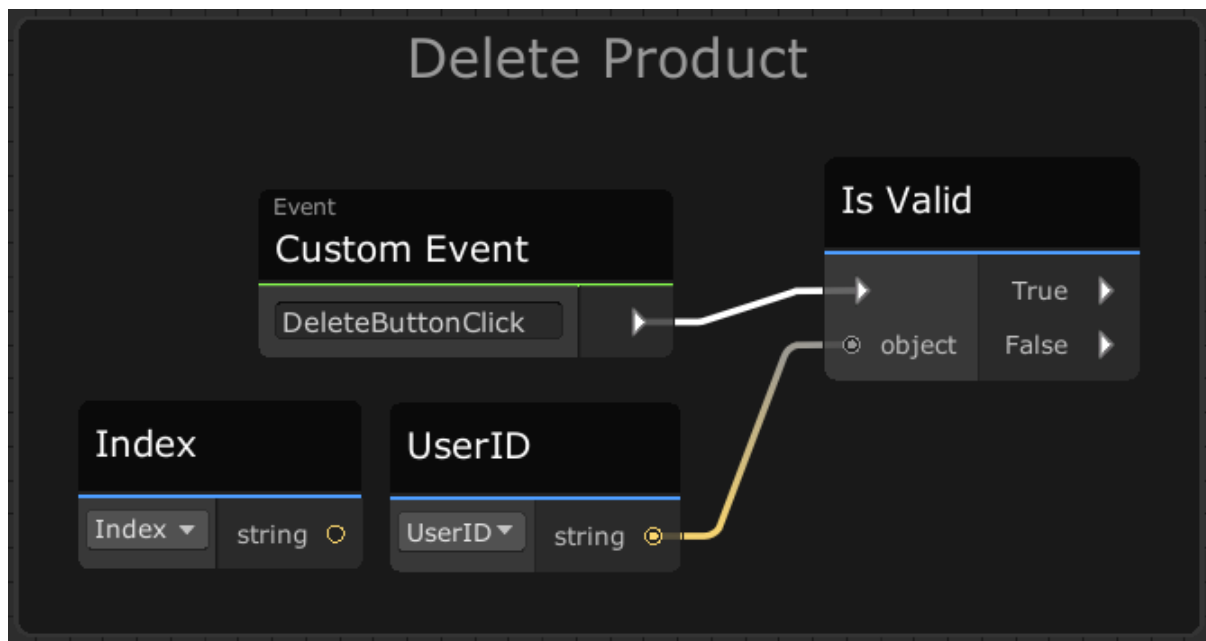 Delete Product
Event
Custom Event
DeleteButtonClick
Is Valid
True
object
False
Index
Index
string
UserID
UserID
string